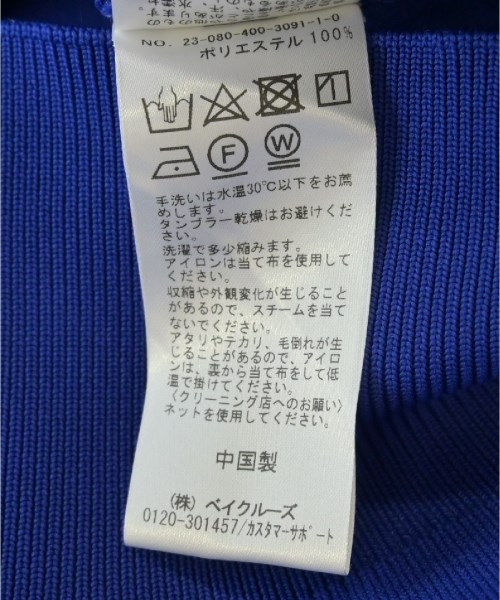 NO. 23-080-400-3091-1-0
ポリエステル 100%
F
W
手洗いは水温30℃以下をお薦
めします。
タンブラー乾燥はお避けくだ
さい。
洗濯で多少縮みます。
アイロンは当て布を使用して
ください。
収縮や外観変化が生じること
があるので、スチームを当て
ないでください。
アタリやテカリ、毛倒れが生
じることがあるので、アイロ
ンは、裏から当て布をして低
温で掛けてください。
〈クリーニング店へのお願い〉
ネットを使用してください。
中国製
(株) ベイクルーズ
0120-301457/カスタマーサポート